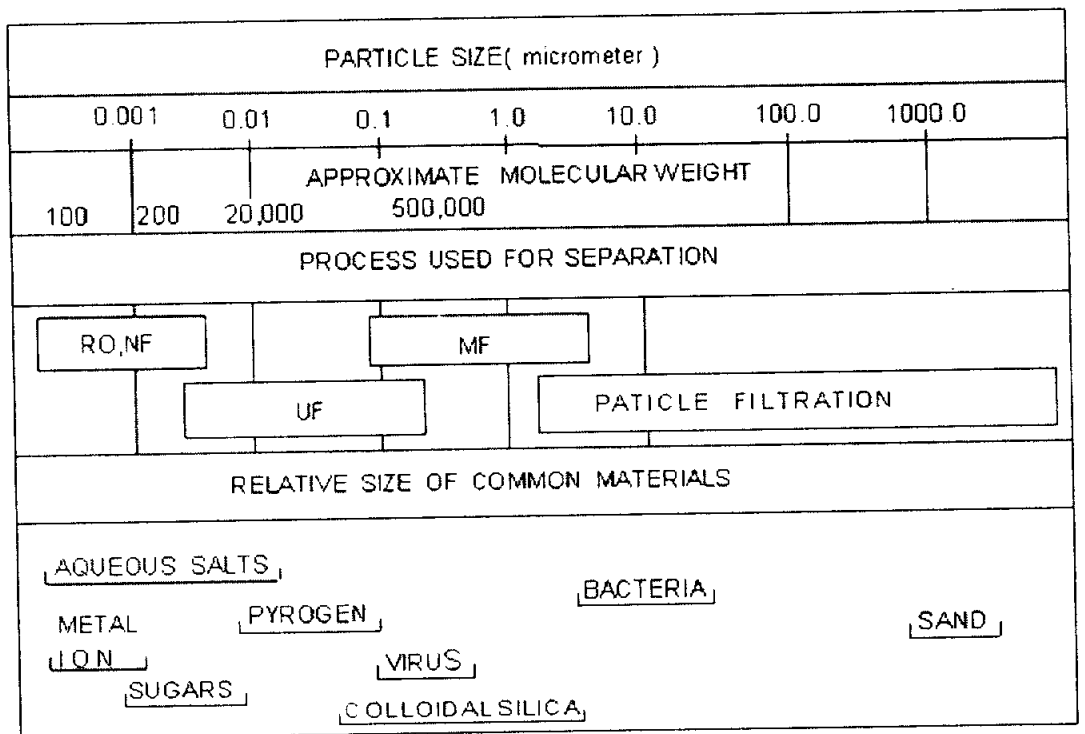 PARTICLE SIZE( micrometer )
0.001 0.01 0.1 1.0 10.0 100.0 1000.0
APPROXIMATE MOLECULAR WEIGHT
100 200 20,000 500,000
PROCESS USED FOR SEPARATION
RO,NF MF
UF PATICLE FILTRATION
RELATIVE SIZE OF COMMON MATERIALS
AQUEOUS SALTS
BACTERIA
PYROGEN
SAND
METAL
ION
VIRUS
SUGARS
COLLOIDAL SILICA